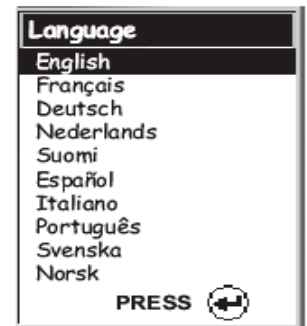 Language
English
Français
Deutsch
Nederlands
Suomi
Español
Italiano
Português
Svenska
Norsk
PRESS